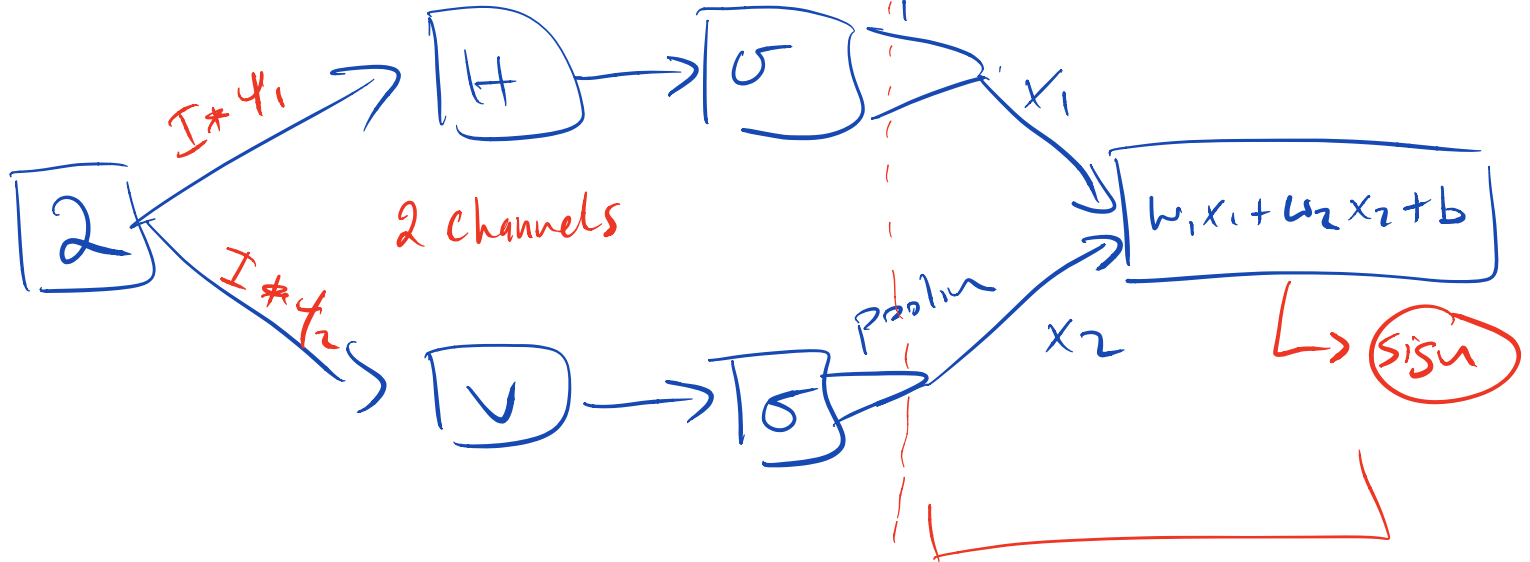 I * ψ₁
H
σ
x₁
2
2 channels
w₁x₁ + w₂x₂ + b
I * ψ₂
poolin
x₂
sign
V
σ